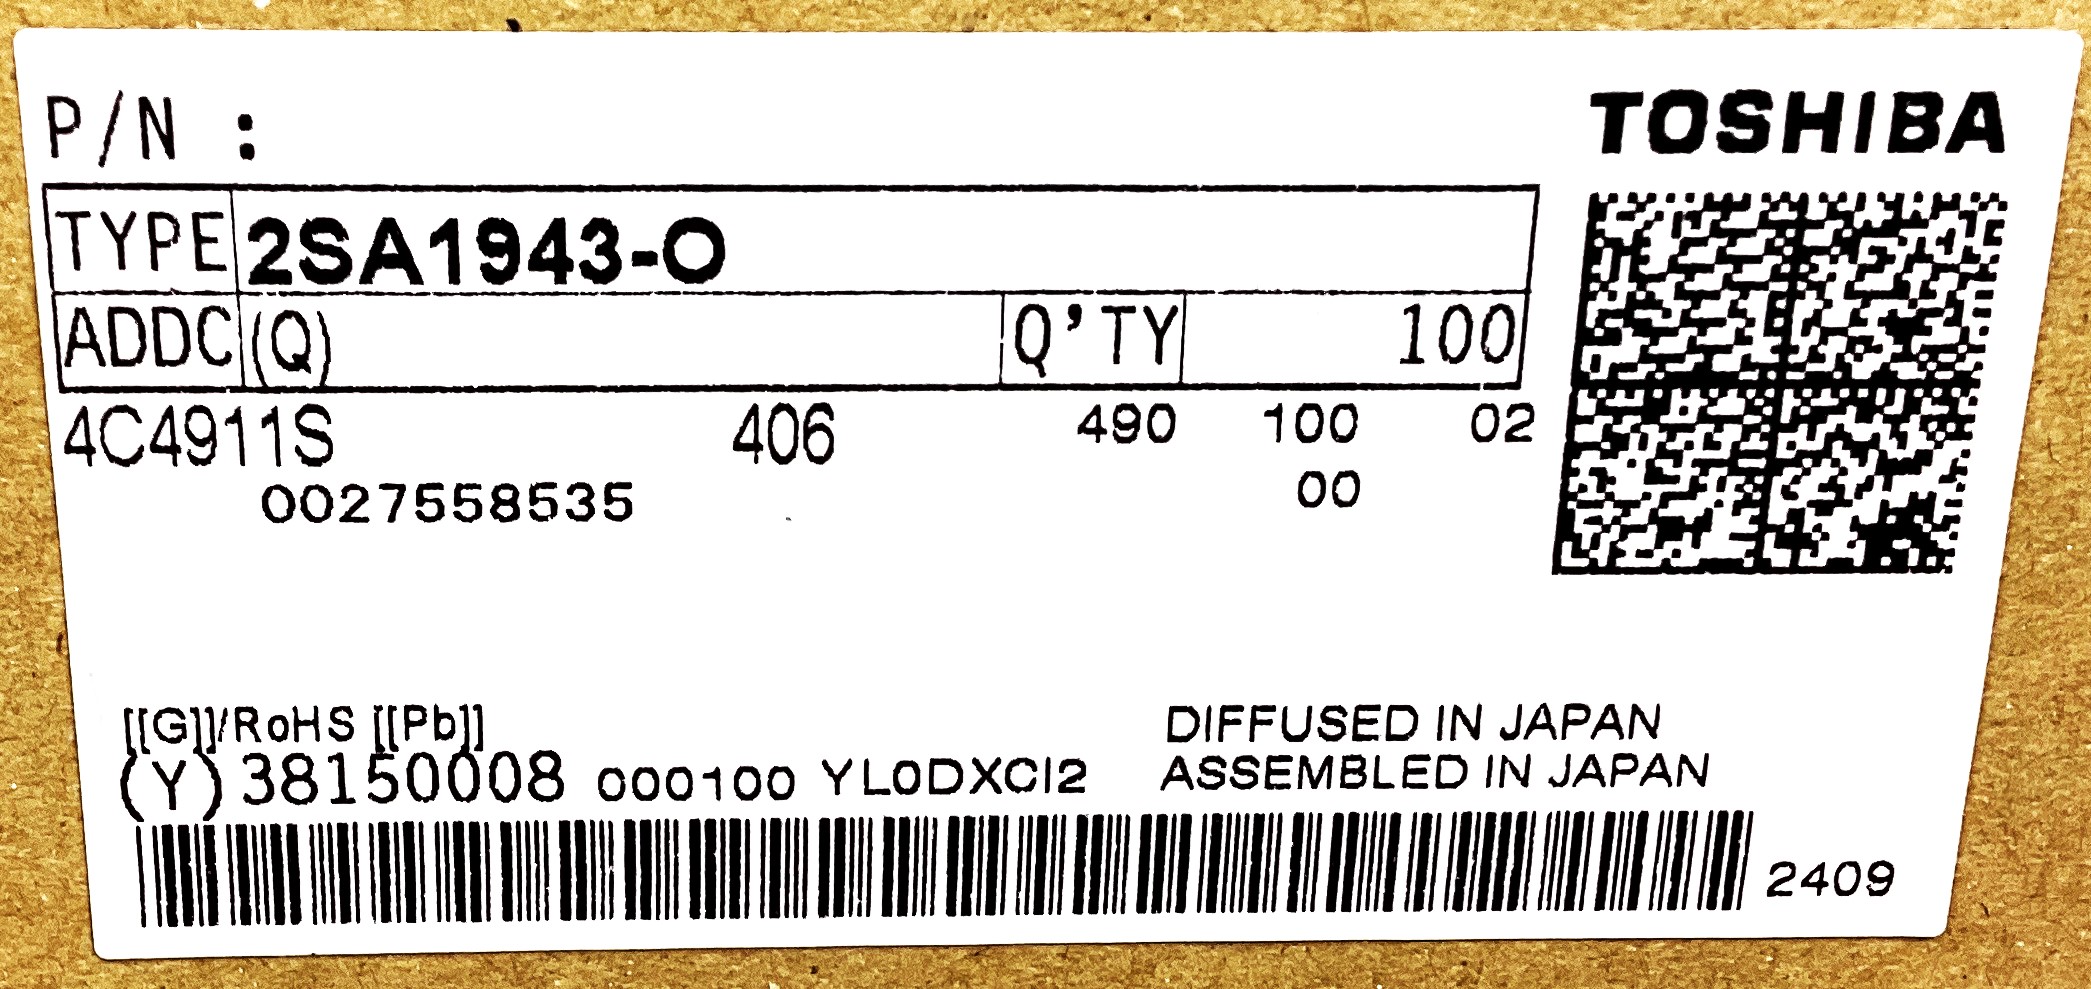 P/N :
TOSHIBA
TYPE 2SA1943-O
ADDC (Q) Q'TY 100
4C4911S 406 490 100 02
0027558535 00
[[G]]/RoHS [[Pb]] DIFFUSED IN JAPAN
(Y)38150008 000100 YL0DXCI2 ASSEMBLED IN JAPAN
2409